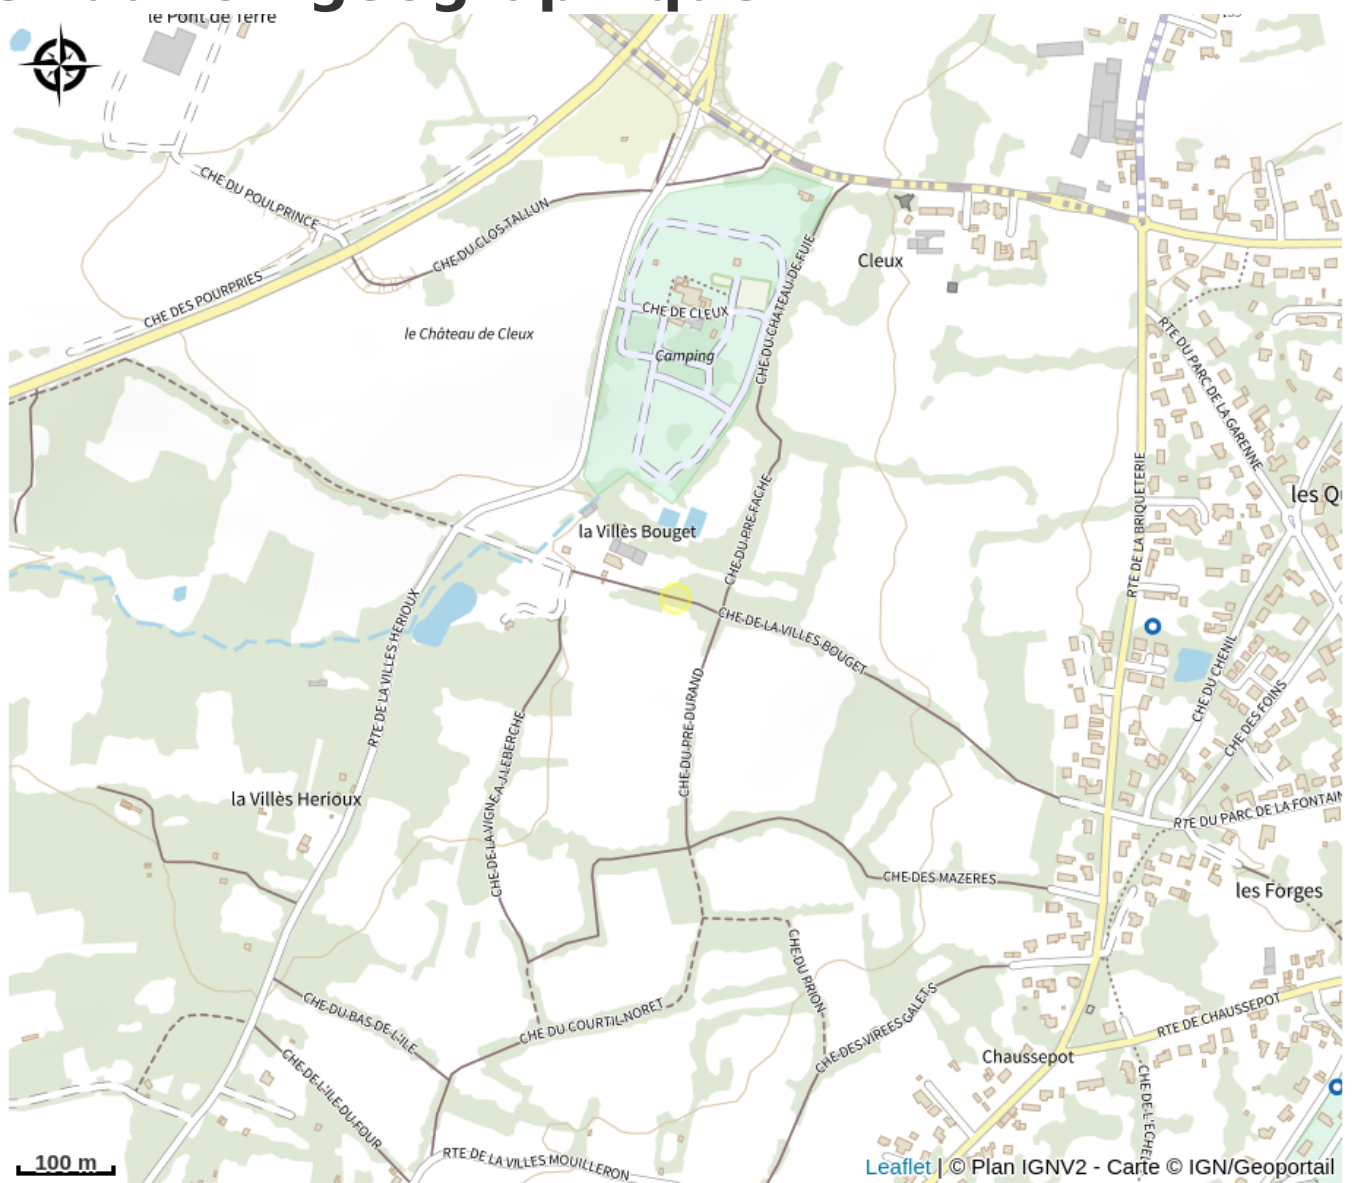 le Pont de Terre
CHE DU POULPRINCE
CHE DU CLOS TALLUN
CHE DES POURPRIES
le Château de Cleux
CHE DE CLEUX
Camping
CHE DU CHATEAU DE FUIE
Cleux
RTE DU PARC DE LA GARENNE
RTE DE LA BRIQUETERIE
CHE DU PRE FACHE
la Villès Bouget
CHE DE LA VILLES BOUGET
RTE DE LA VILLES HERIOUX
CHE DU PRE DURAND
CHE DE LA VIGNE A J LEBERCHE
CHE DU CHENIL
CHE DES FOINS
la Villès Herioux
RTE DU PARC DE LA FONTAIN
CHE DES MAZERES
les Forges
CHE DU PRION
CHE DES VIREES GALETS
CHE DU BAS DE L'ILE
CHE DU COURTIL NORET
RTE DE CHAUSSEPOT
Chaussepot
CHE DE L'ILE DU FOUR
CHE DE L'ECHE
RTE DE LA VILLES MOUILLERON
100 m
Leaflet | © Plan IGNV2 - Carte © IGN/Geoportail